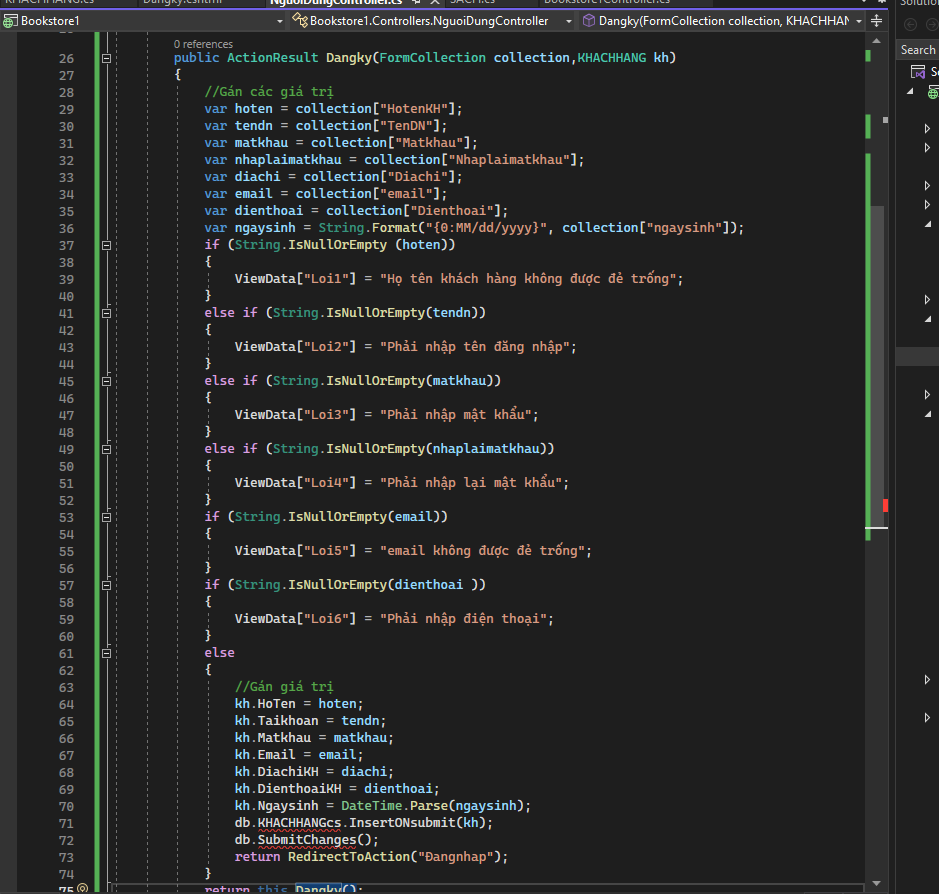 NguoiDungController.cs
Solution
Bookstore1
Bookstore1.Controllers.NguoiDungController
Dangky(FormCollection collection, KHACHHAN
Search
0 references
26 public ActionResult Dangky(FormCollection collection,KHACHHANG kh)
27 {
28 //Gán các giá trị
29 var hoten = collection["HotenKH"];
30 var tendn = collection["TenDN"];
31 var matkhau = collection["Matkhau"];
32 var nhaplaimatkhau = collection["Nhaplaimatkhau"];
33 var diachi = collection["Diachi"];
34 var email = collection["email"];
35 var dienthoai = collection["Dienthoai"];
36 var ngaysinh = String.Format("{0:MM/dd/yyyy}", collection["ngaysinh"]);
37 if (String.IsNullOrEmpty (hoten))
38 {
39 ViewData["Loi1"] = "Họ tên khách hàng không được đẻ trống";
40 }
41 else if (String.IsNullOrEmpty(tendn))
42 {
43 ViewData["Loi2"] = "Phải nhập tên đăng nhập";
44 }
45 else if (String.IsNullOrEmpty(matkhau))
46 {
47 ViewData["Loi3"] = "Phải nhập mật khẩu";
48 }
49 else if (String.IsNullOrEmpty(nhaplaimatkhau))
50 {
51 ViewData["Loi4"] = "Phải nhập lại mật khẩu";
52 }
53 if (String.IsNullOrEmpty(email))
54 {
55 ViewData["Loi5"] = "email không được đẻ trống";
56 }
57 if (String.IsNullOrEmpty(dienthoai ))
58 {
59 ViewData["Loi6"] = "Phải nhập điện thoại";
60 }
61 else
62 {
63 //Gán giá trị
64 kh.HoTen = hoten;
65 kh.Taikhoan = tendn;
66 kh.Matkhau = matkhau;
67 kh.Email = email;
68 kh.DiachiKH = diachi;
69 kh.DienthoaiKH = dienthoai;
70 kh.Ngaysinh = DateTime.Parse(ngaysinh);
71 db.KHACHHANGcs.InsertONsubmit(kh);
72 db.SubmitChanges();
73 return RedirectToAction("Đangnhap");
74 }
75 return this.Dangky();